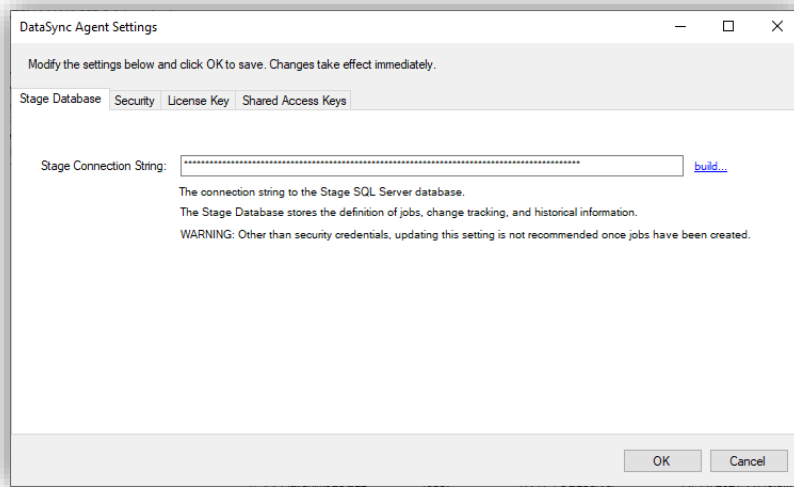 DataSync Agent Settings
Modify the settings below and click OK to save. Changes take effect immediately.
Stage Database Security License Key Shared Access Keys
Stage Connection String: build...
The connection string to the Stage SQL Server database.
The Stage Database stores the definition of jobs, change tracking, and historical information.
WARNING: Other than security credentials, updating this setting is not recommended once jobs have been created.
OK Cancel